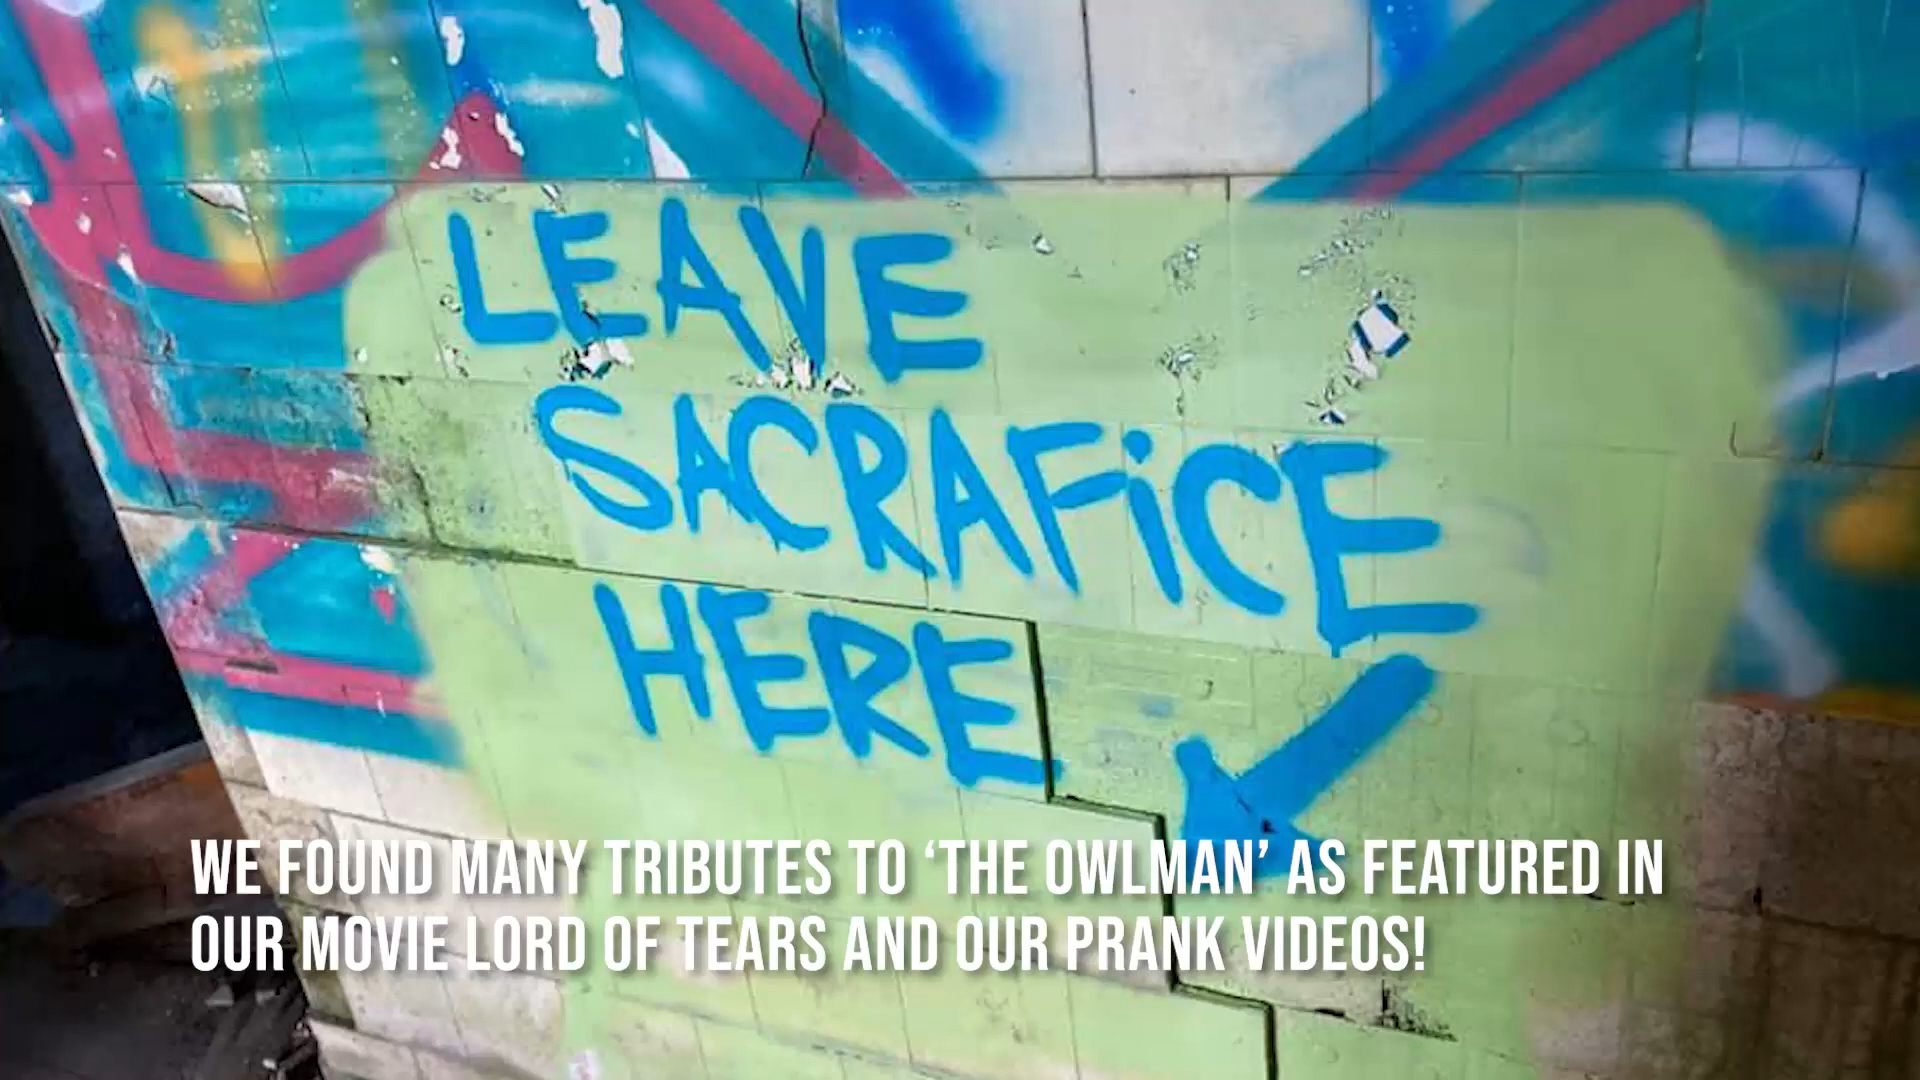 LEAVE
SACRAFiCE
HERE
WE FOUND MANY TRIBUTES TO ‘THE OWLMAN’ AS FEATURED IN
OUR MOVIE LORD OF TEARS AND OUR PRANK VIDEOS!